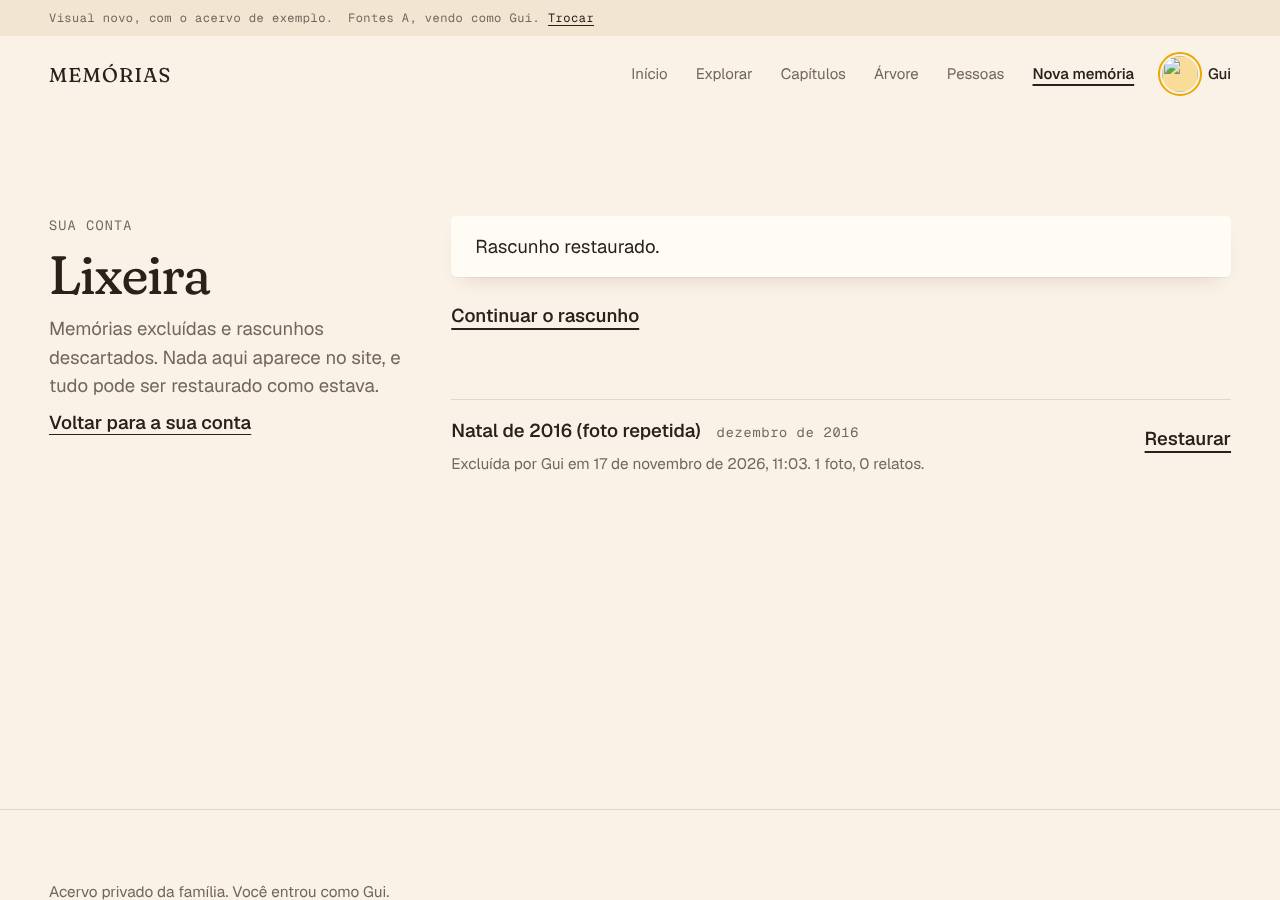 Visual novo, com o acervo de exemplo. Fontes A, vendo como Gui. Trocar
MEMÓRIAS
Início Explorar Capítulos Árvore Pessoas Nova memória Gui
SUA CONTA
Lixeira
Memórias excluídas e rascunhos
descartados. Nada aqui aparece no site, e
tudo pode ser restaurado como estava.
Voltar para a sua conta
Rascunho restaurado.
Continuar o rascunho
Natal de 2016 (foto repetida) dezembro de 2016
Excluída por Gui em 17 de novembro de 2026, 11:03. 1 foto, 0 relatos.
Restaurar
Acervo privado da família. Você entrou como Gui.